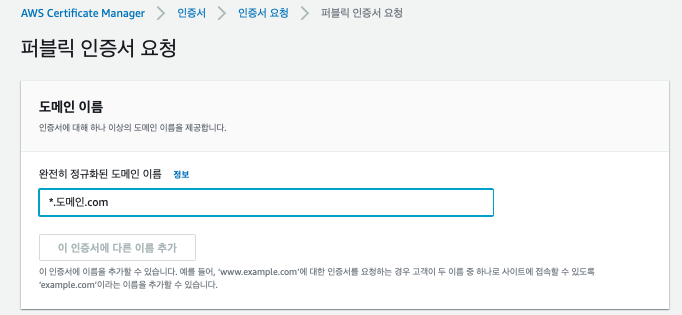 AWS Certificate Manager > 인증서 > 인증서 요청 > 퍼블릭 인증서 요청
퍼블릭 인증서 요청
도메인 이름
인증서에 대해 하나 이상의 도메인 이름을 제공합니다.
완전히 정규화된 도메인 이름 정보
*.도메인.com
이 인증서에 다른 이름 추가
이 인증서에 이름을 추가할 수 있습니다. 예를 들어, 'www.example.com'에 대한 인증서를 요청하는 경우 고객이 두 이름 중 하나로 사이트에 접속할 수 있도록
'example.com'이라는 이름을 추가할 수 있습니다.